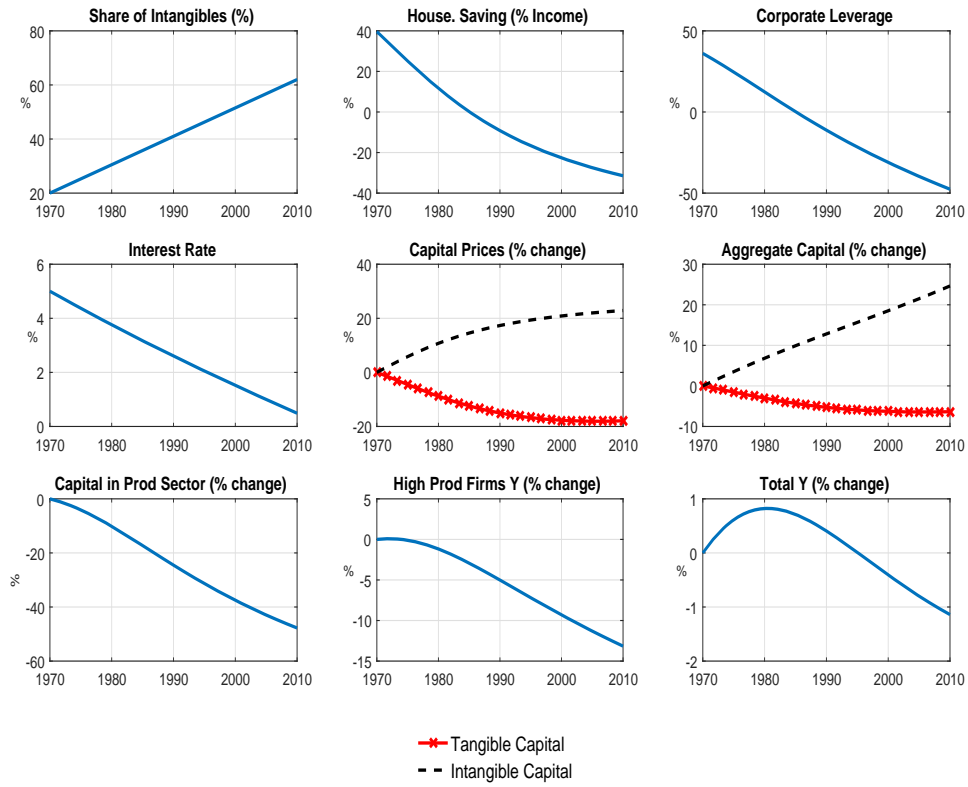 Share of Intangibles (%)
80
60
%
40
20
1970 1980 1990 2000 2010
House. Saving (% Income)
40
20
%
0
-20
-40
1970 1980 1990 2000 2010
Corporate Leverage
50
%
0
-50
1970 1980 1990 2000 2010
Interest Rate
6
4
%
2
0
1970 1980 1990 2000 2010
Capital Prices (% change)
40
20
%
0
-20
1970 1980 1990 2000 2010
Aggregate Capital (% change)
30
20
%
10
0
-10
1970 1980 1990 2000 2010
Capital in Prod Sector (% change)
0
-20
%
-40
-60
1970 1980 1990 2000 2010
High Prod Firms Y (% change)
5
0
%
-5
-10
-15
1970 1980 1990 2000 2010
Total Y (% change)
1
0
%
-1
-2
1970 1980 1990 2000 2010
Tangible Capital
Intangible Capital